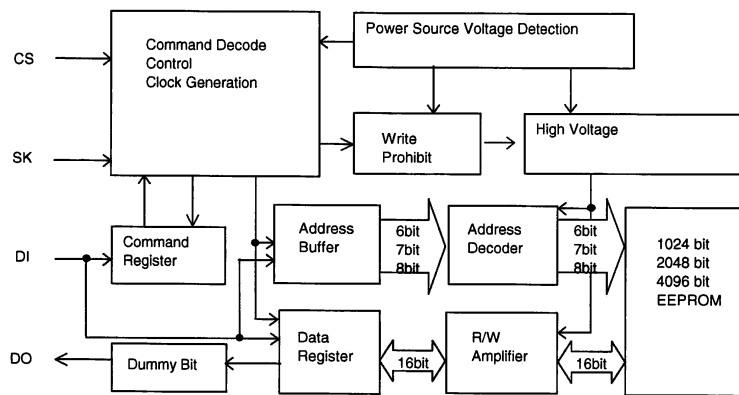 Power Source Voltage Detection
Command Decode
Control
Clock Generation
CS
Write
Prohibit
High Voltage
SK
Command
Register
Address
Buffer
6bit
7bit
8bit
Address
Decoder
6bit
7bit
8bit
1024 bit
2048 bit
4096 bit
EEPROM
DI
Data
Register
16bit
R/W
Amplifier
16bit
DO
Dummy Bit